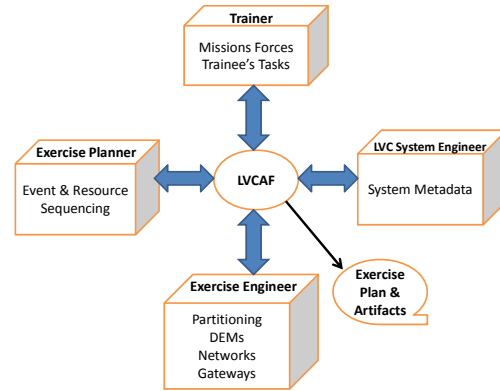 Trainer
Missions Forces
Trainee's Tasks
Exercise Planner
Event & Resource
Sequencing
LVCAF
LVC System Engineer
System Metadata
Exercise Engineer
Partitioning
DEMs
Networks
Gateways
Exercise
Plan &
Artifacts